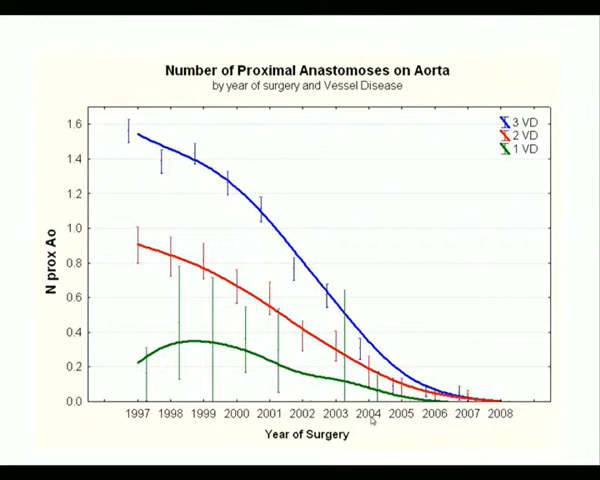 Number of Proximal Anastomoses on Aorta
by year of surgery and Vessel Disease
3 VD
2 VD
1 VD
1.6
1.4
1.2
1.0
0.8
0.6
0.4
0.2
0.0
N prox Ao
1997 1998 1999 2000 2001 2002 2003 2004 2005 2006 2007 2008
Year of Surgery